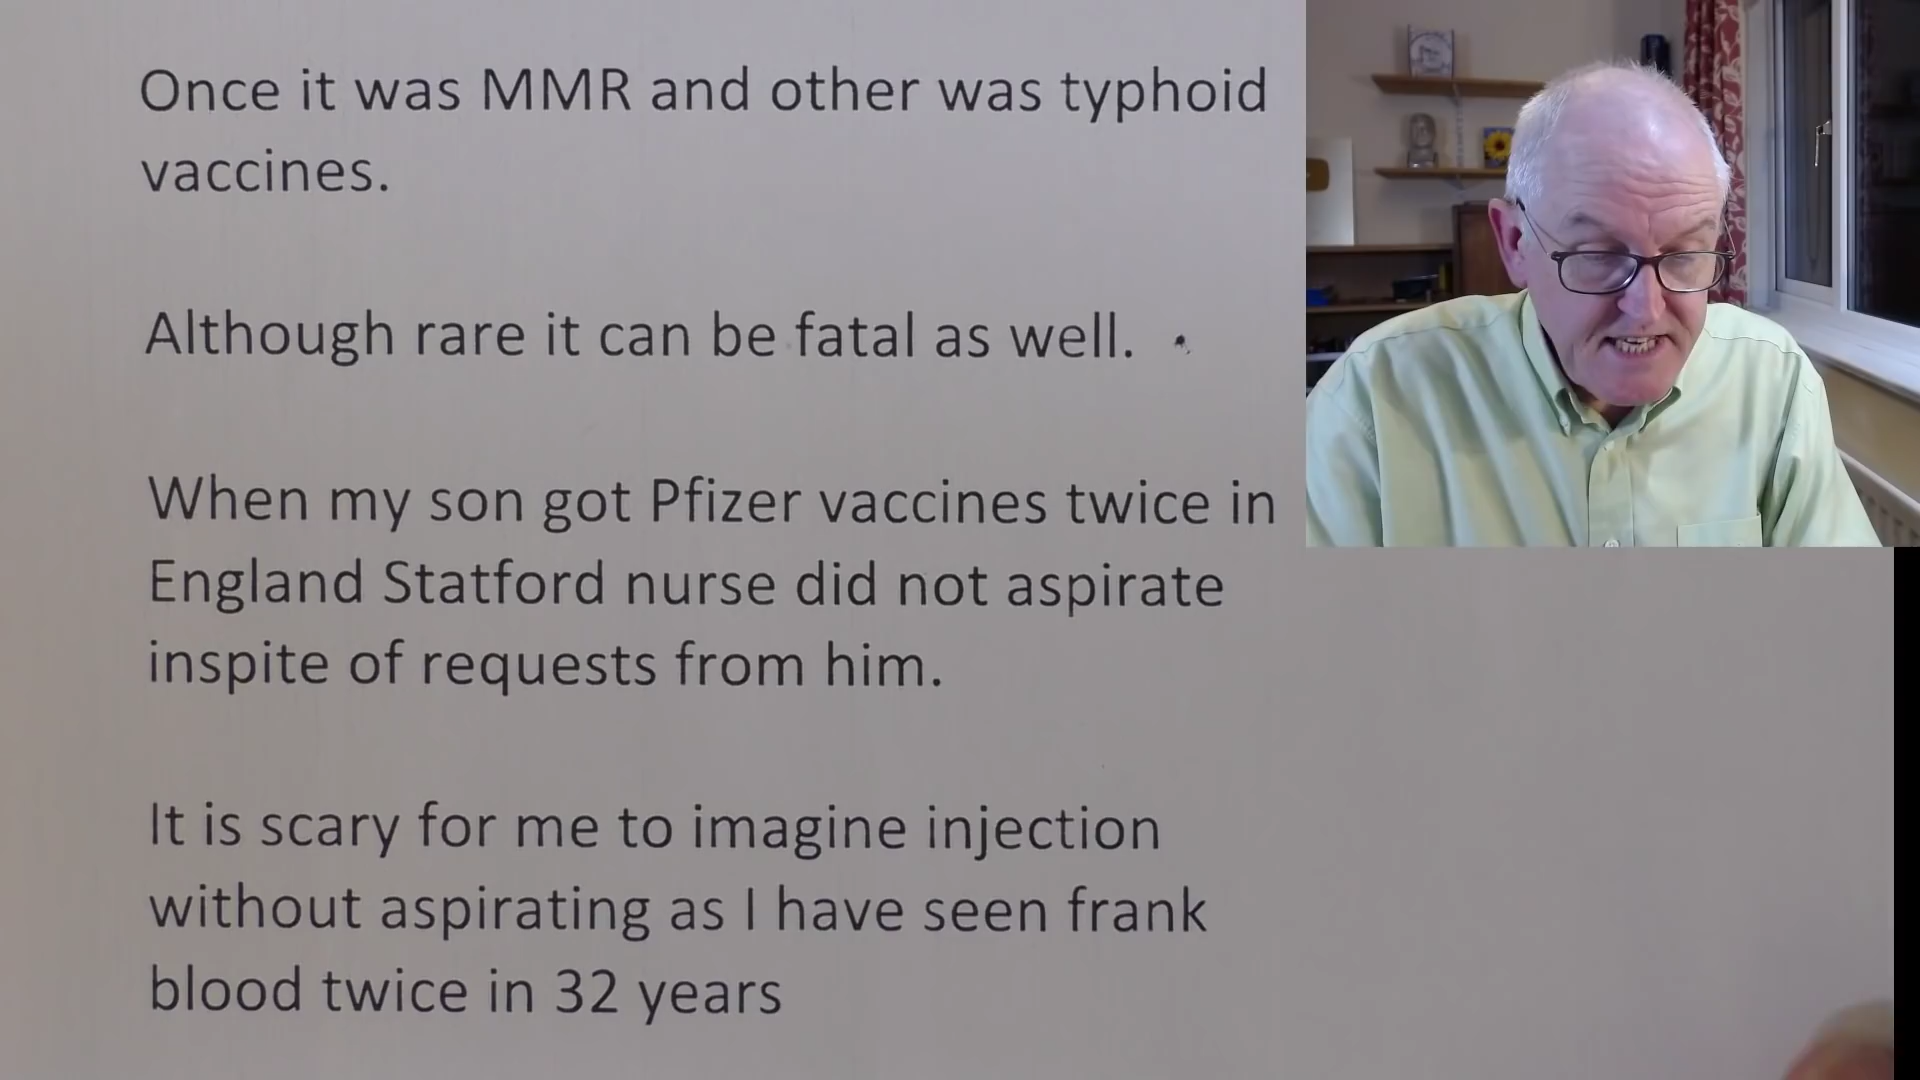 Once it was MMR and other was typhoid
vaccines.
Although rare it can be fatal as well.
When my son got Pfizer vaccines twice in
England Statford nurse did not aspirate
inspite of requests from him.
It is scary for me to imagine injection
without aspirating as I have seen frank
blood twice in 32 years